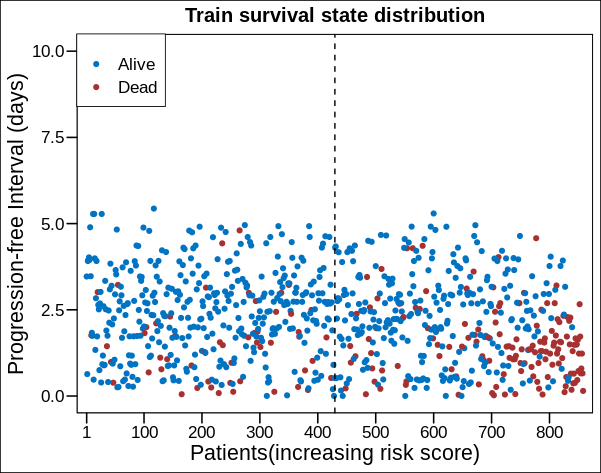 Train survival state distribution
Progression-free Interval (days)
10.0
7.5
5.0
2.5
0.0
Alive
Dead
1 100 200 300 400 500 600 700 800
Patients(increasing risk score)